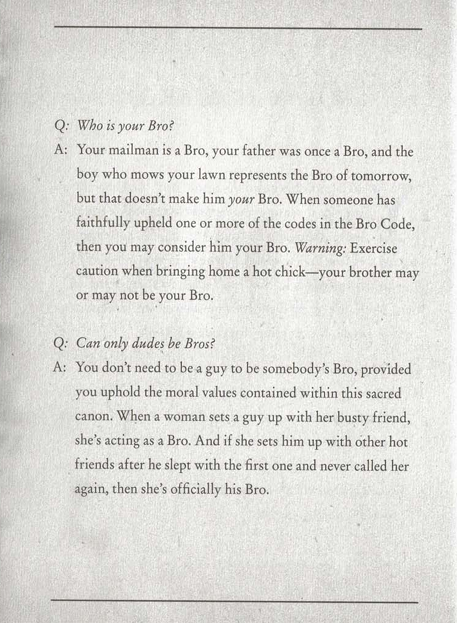 Q: Who is your Bro?
A: Your mailman is a Bro, your father was once a Bro, and the
boy who mows your lawn represents the Bro of tomorrow,
but that doesn't make him your Bro. When someone has
faithfully upheld one or more of the codes in the Bro Code,
then you may consider him your Bro. Warning: Exercise
caution when bringing home a hot chick—your brother may
or may not be your Bro.
Q: Can only dudes be Bros?
A: You don't need to be a guy to be somebody's Bro, provided
you uphold the moral values contained within this sacred
canon. When a woman sets a guy up with her busty friend,
she's acting as a Bro. And if she sets him up with other hot
friends after he slept with the first one and never called her
again, then she's officially his Bro.